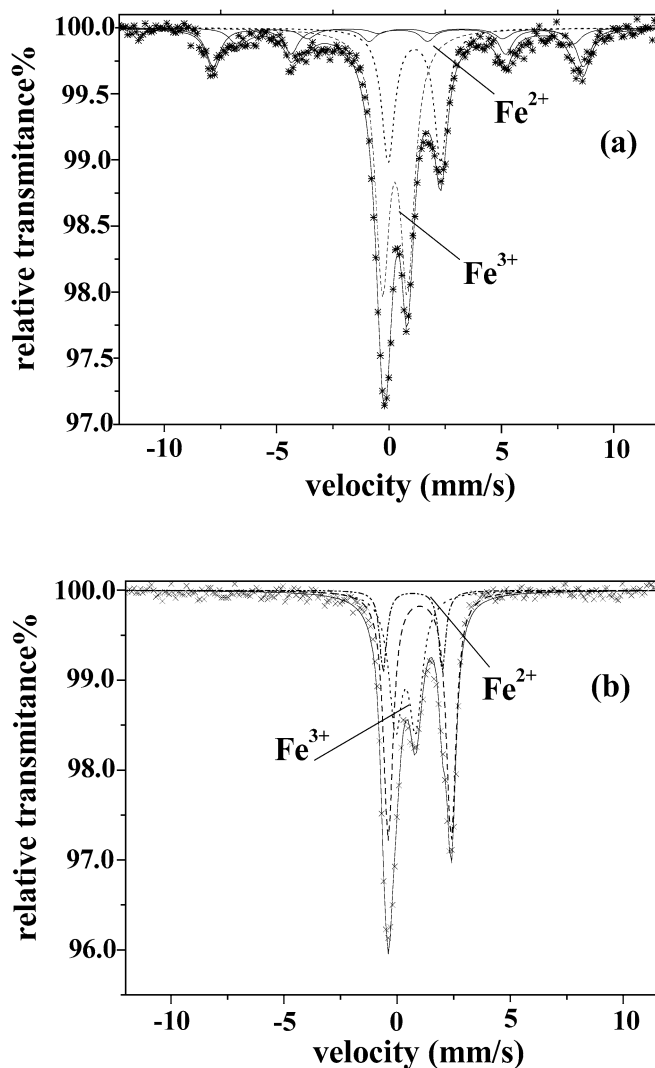 100.0
99.5
99.0
98.5
98.0
97.5
97.0
relative transmitance%
Fe2+
(a)
Fe3+
-10
-5
0
5
10
velocity (mm/s)
100.0
99.0
98.0
97.0
96.0
relative transmitance%
Fe2+
(b)
Fe3+
-10
-5
0
5
10
velocity (mm/s)